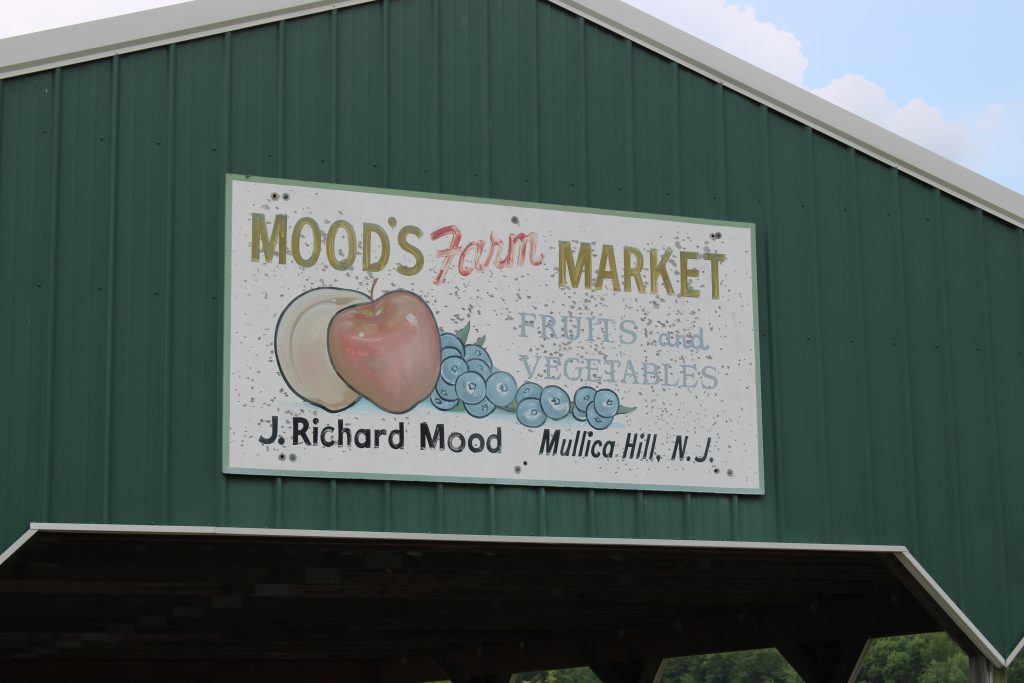 MOOD'S Farm MARKET
FRUITS and
VEGETABLES
J. Richard Mood Mullica Hill, N.J.